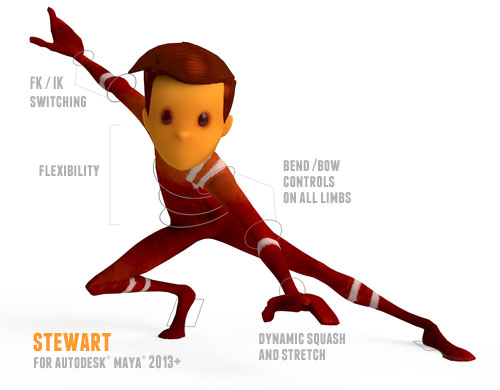 FK / IK
SWITCHING
FLEXIBILITY
BEND /BOW
CONTROLS
ON ALL LIMBS
DYNAMIC SQUASH
AND STRETCH
STEWART
FOR AUTODESK® MAYA® 2013+